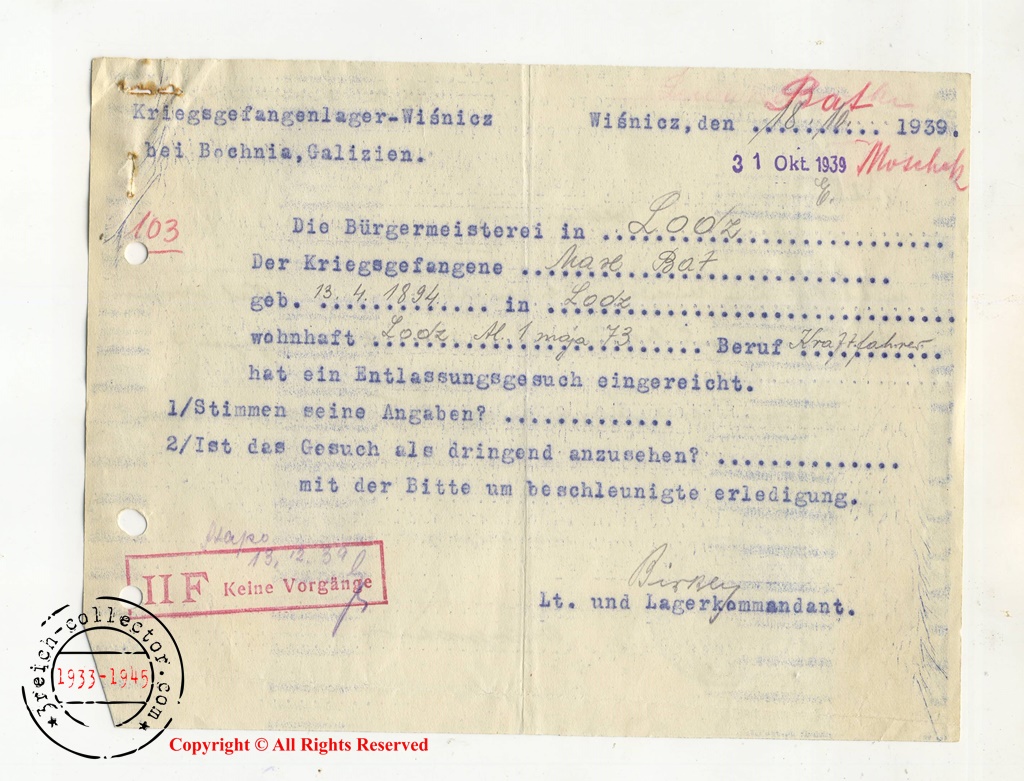 Bat
Kriegsgefangenlager-Wiśnicz
Wiśnicz, den ..18.10.... 1939.
bei Bochnia, Galizien.
31 Okt. 1939
Moschek
E.
103
Die Bürgermeisterei in ...Lodz...............
Der Kriegsgefangene ...... Bat ..............
geb. 13.4.1894..... in ..Lodz................
wohnhaft .Lodz. Al. 1 maja 73...... Beruf Kraftfahrer
hat ein Entlassungsgesuch eingereicht.
1/Stimmen seine Angaben? .............
2/Ist das Gesuch als dringend anzusehen? ..............
mit der Bitte um beschleunigte erledigung.
Stapo
13.12.39
II F Keine Vorgänge
Lt. und Lagerkommandant.
3reich-collector.com
1933-1945
Copyright © All Rights Reserved